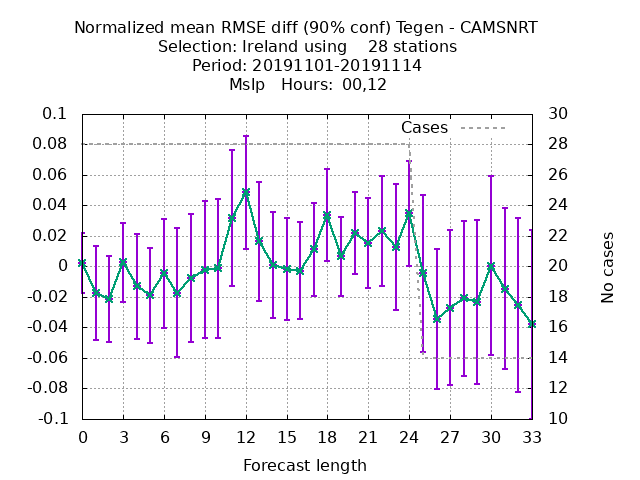 Normalized mean RMSE diff (90% conf) Tegen - CAMSNRT
Selection: Ireland using    28 stations
Period: 20191101-20191114
Mslp   Hours: 00,12
Cases
0.1
0.08
0.06
0.04
0.02
0
-0.02
-0.04
-0.06
-0.08
-0.1
30
28
26
24
22
20
18
16
14
12
10
No cases
0 3 6 9 12 15 18 21 24 27 30 33
Forecast length